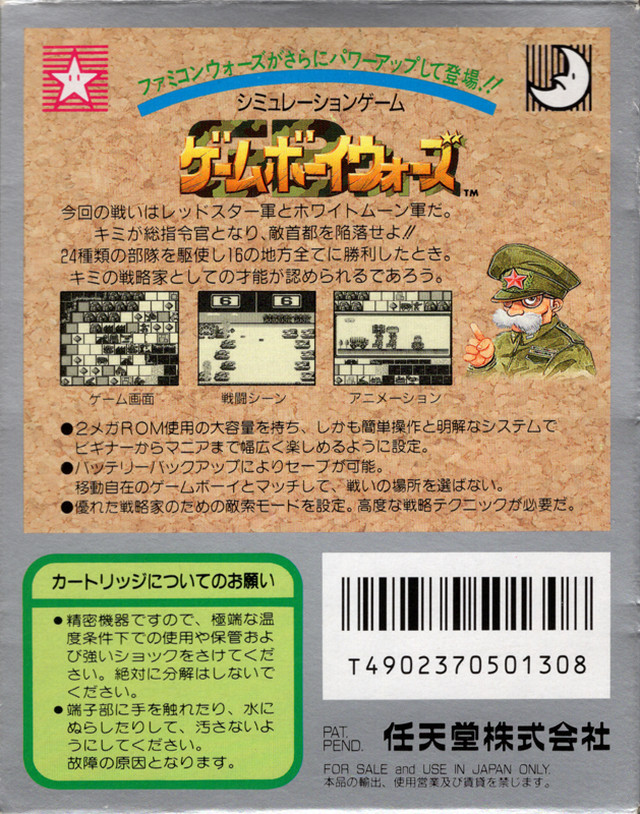 ファミコンウォーズがさらにパワーアップして登場!!
シミュレーションゲーム
ゲームボーイウォーズ
TM
今回の戦いはレッドスター軍とホワイトムーン軍だ。
キミが総指令官となり、敵首都を陥落せよ!!
24種類の部隊を駆使し16の地方全てに勝利したとき。
キミの戦略家としての才能が認められるであろう。
6 6
ゲーム画面 戦闘シーン アニメーション
●2メガROM使用の大容量を持ち、しかも簡単操作と明解なシステムで
ビギナーからマニアまで幅広く楽しめるように設定。
●バッテリーバックアップによりセーブが可能。
移動自在のゲームボーイとマッチして、戦いの場所を選ばない。
●優れた戦略家のための敵索モードを設定。高度な戦略テクニックが必要だ。
カートリッジについてのお願い
●精密機器ですので、極端な温
度条件下での使用や保管およ
び強いショックをさけてくだ
さい。絶対に分解はしないで
ください。
●端子部に手を触れたり、水に
ぬらしたりして、汚さないよ
うにしてください。
故障の原因となります。
T4902370501308
PAT.
PEND.
任天堂株式会社
FOR SALE and USE IN JAPAN ONLY.
本品の輸出、使用営業及び賃貸を禁じます。